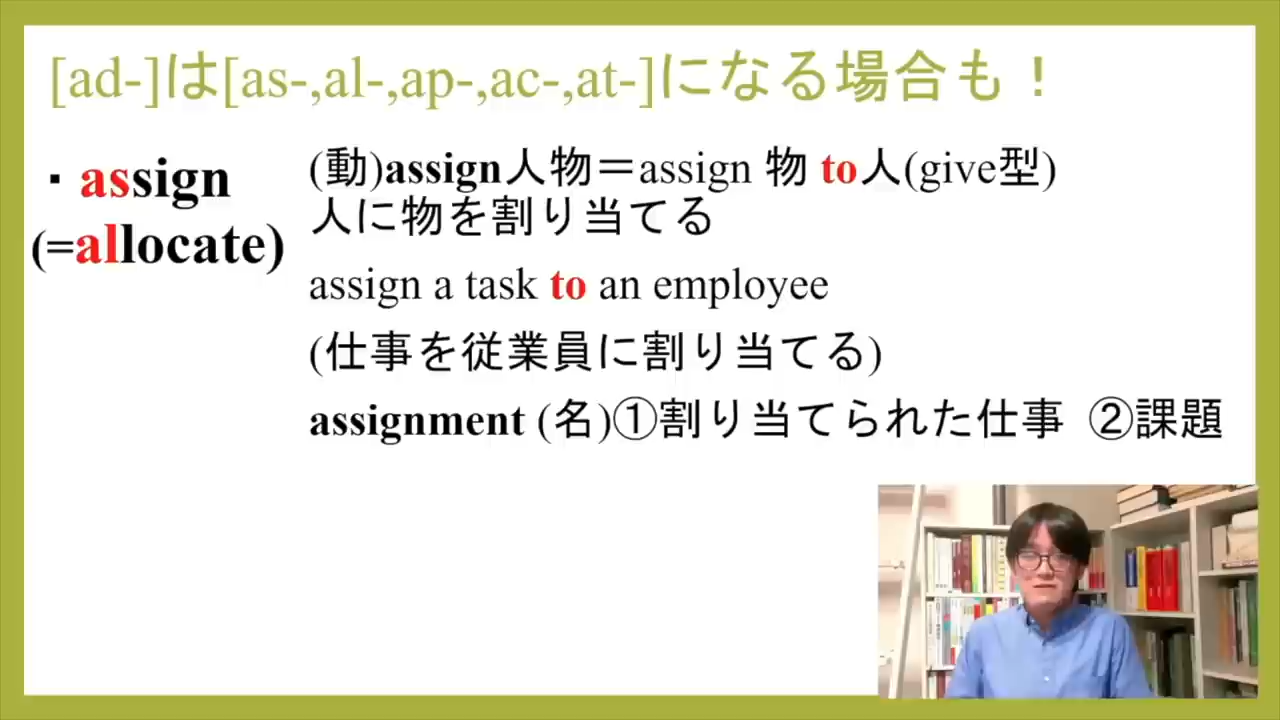 [ad-]は[as-,al-,ap-,ac-,at-]になる場合も！
・assign
(=allocate)
(動)assign人物＝assign 物 to人(give型)
人に物を割り当てる
assign a task to an employee
(仕事を従業員に割り当てる)
assignment (名)①割り当てられた仕事 ②課題